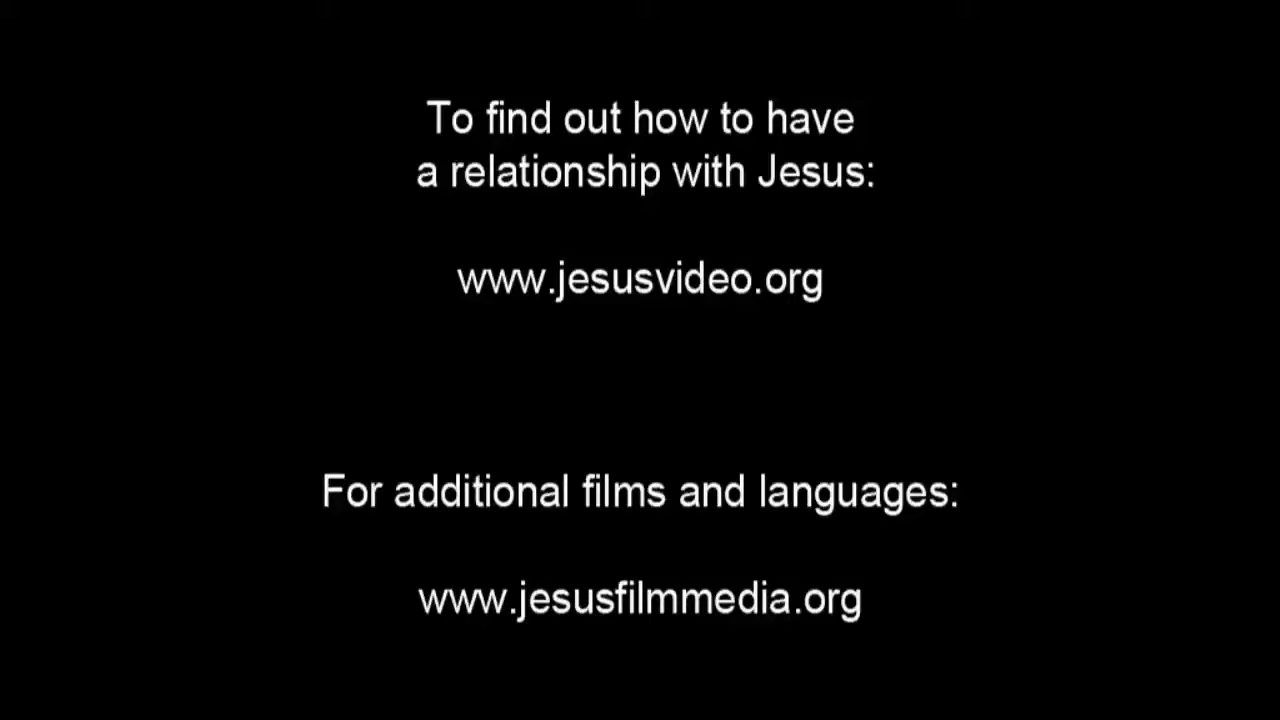 To find out how to have
a relationship with Jesus:
www.jesusvideo.org
For additional films and languages:
www.jesusfilmmedia.org